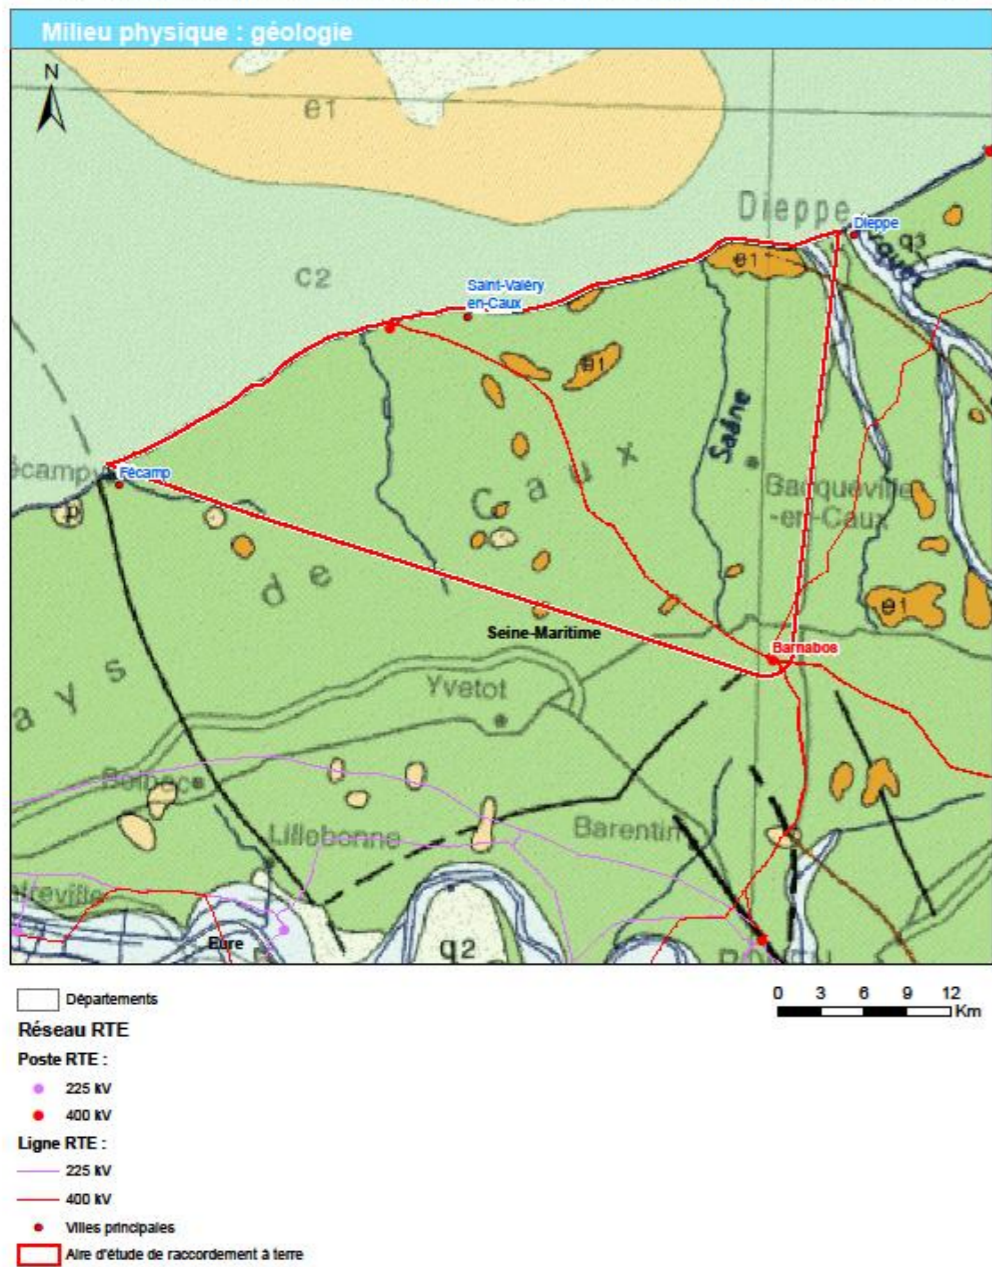 Milieu physique : géologie
N
e1
Dieppe
Dieppe
q3
e1
c2
Saint-Valéry
en-Caux
e1
Saâne
Fécamp
Caux
Bacqueville
-en-Caux
p
de
e1
Seine-Maritime
Barnabos
ays
Yvetot
Bolbec
Lillebonne
Barentin
Eure
q2
Départements
0 3 6 9 12
Km
Réseau RTE
Poste RTE :
225 kV
400 kV
Ligne RTE :
225 kV
400 kV
Villes principales
Aire d'étude de raccordement à terre